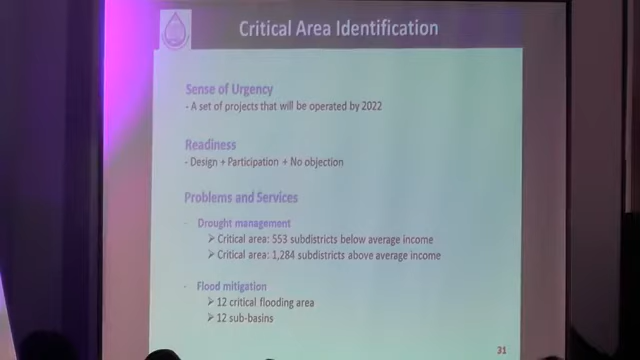 Critical Area Identification
Sense of Urgency
- A set of projects that will be operated by 2022
Readiness
- Design + Participation + No objection
Problems and Services
- Drought management
➢ Critical area: 553 subdistricts below average income
➢ Critical area: 1,284 subdistricts above average income
- Flood mitigation
➢ 12 critical flooding area
➢ 12 sub-basins
31